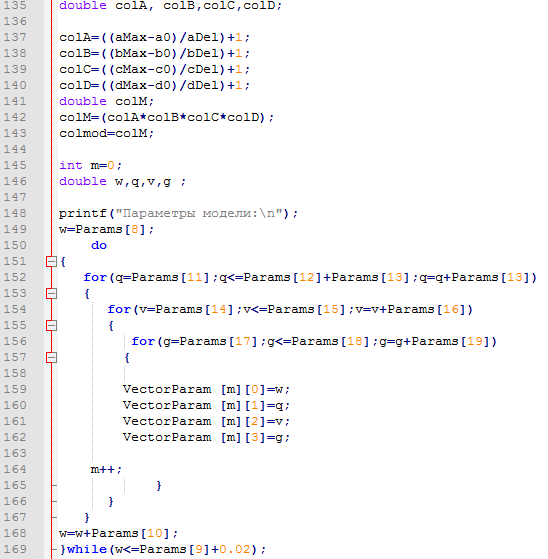 135 double colA, colB,colC,colD;
136
137 colA=((aMax-a0)/aDel)+1;
138 colB=((bMax-b0)/bDel)+1;
139 colC=((cMax-c0)/cDel)+1;
140 colD=((dMax-d0)/dDel)+1;
141 double colM;
142 colM=(colA*colB*colC*colD);
143 colmod=colM;
144
145 int m=0;
146 double w,q,v,g ;
147
148 printf("Параметры модели:\n");
149 w=Params[8];
150 do
151 {
152 for(q=Params[11];q<=Params[12]+Params[13];q=q+Params[13])
153 {
154 for(v=Params[14];v<=Params[15];v=v+Params[16])
155 {
156 for(g=Params[17];g<=Params[18];g=g+Params[19])
157 {
158
159 VectorParam [m][0]=w;
160 VectorParam [m][1]=q;
161 VectorParam [m][2]=v;
162 VectorParam [m][3]=g;
163
164 m++;
165 }
166 }
167 }
168 w=w+Params[10];
169 }while(w<=Params[9]+0.02);